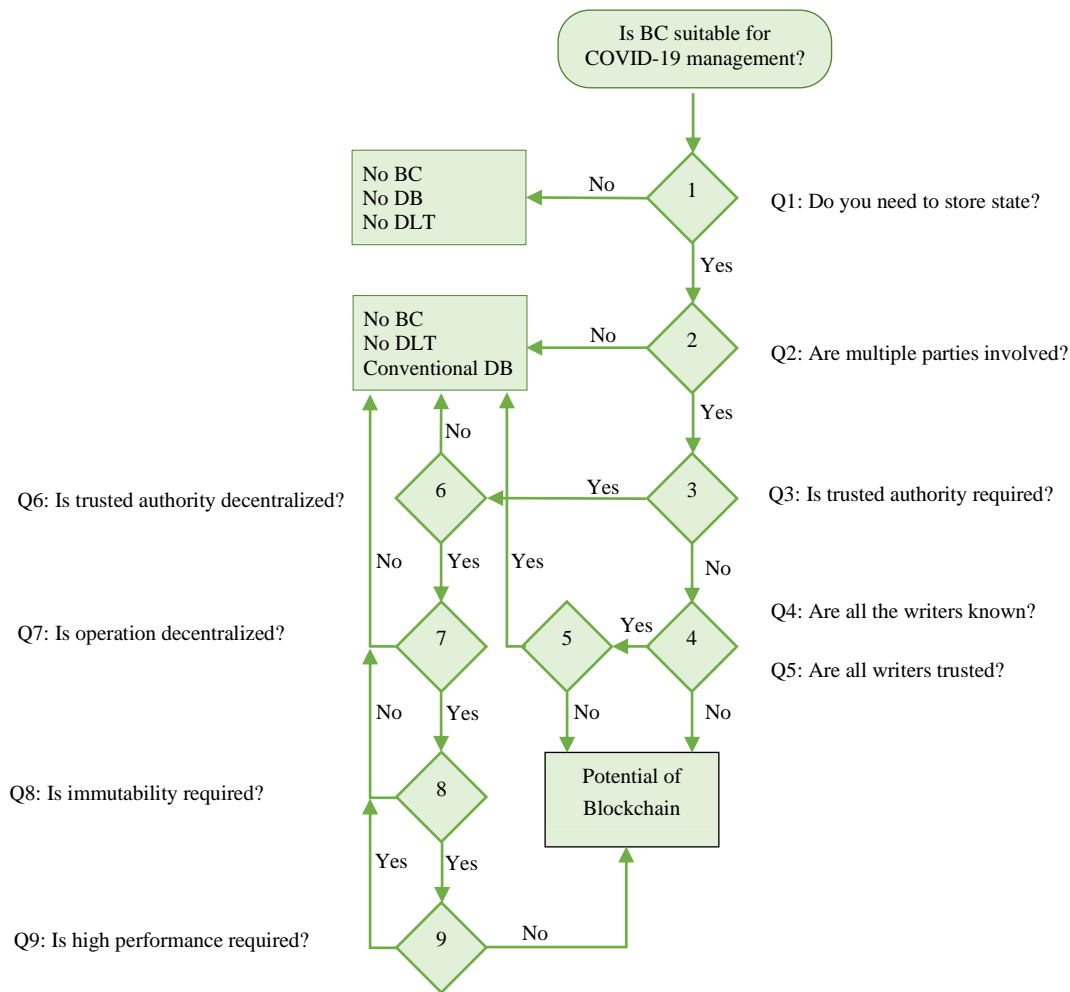 Is BC suitable for
COVID-19 management?
No BC
No DB
No DLT
No
1
Q1: Do you need to store state?
Yes
No BC
No DLT
Conventional DB
No
2
Q2: Are multiple parties involved?
Yes
No
Q6: Is trusted authority decentralized?
6
Yes
3
Q3: Is trusted authority required?
No
Yes
Yes
No
Q7: Is operation decentralized?
7
5
Yes
4
Q4: Are all the writers known?
Q5: Are all writers trusted?
No
Yes
No
No
Q8: Is immutability required?
8
Potential of
Blockchain
Yes
Yes
Q9: Is high performance required?
9
No